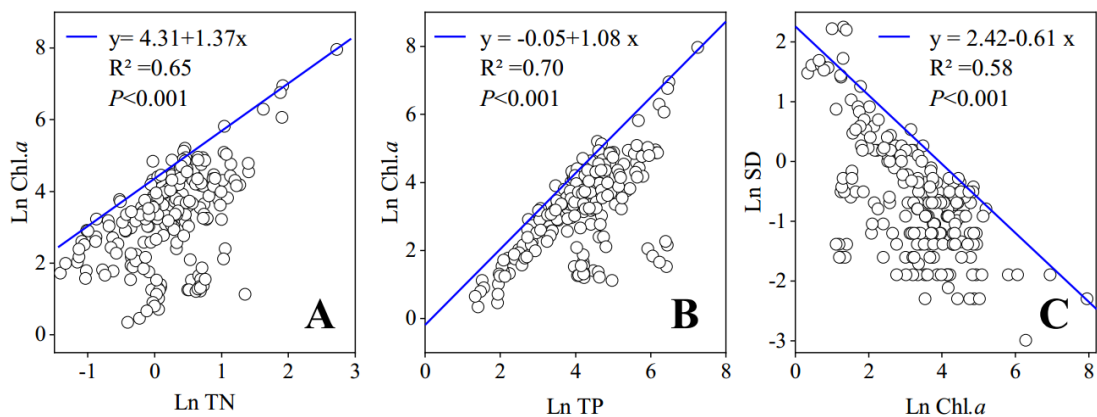 y= 4.31+1.37x
R² =0.65
P<0.001
8
6
4
2
0
Ln Chl.a
-1 0 1 2 3
Ln TN
A
y = -0.05+1.08 x
R² =0.70
P<0.001
8
6
4
2
0
Ln Chl.a
0 2 4 6 8
Ln TP
B
y = 2.42-0.61 x
R² =0.58
P<0.001
2
1
0
-1
-2
-3
Ln SD
0 2 4 6 8
Ln Chl.a
C